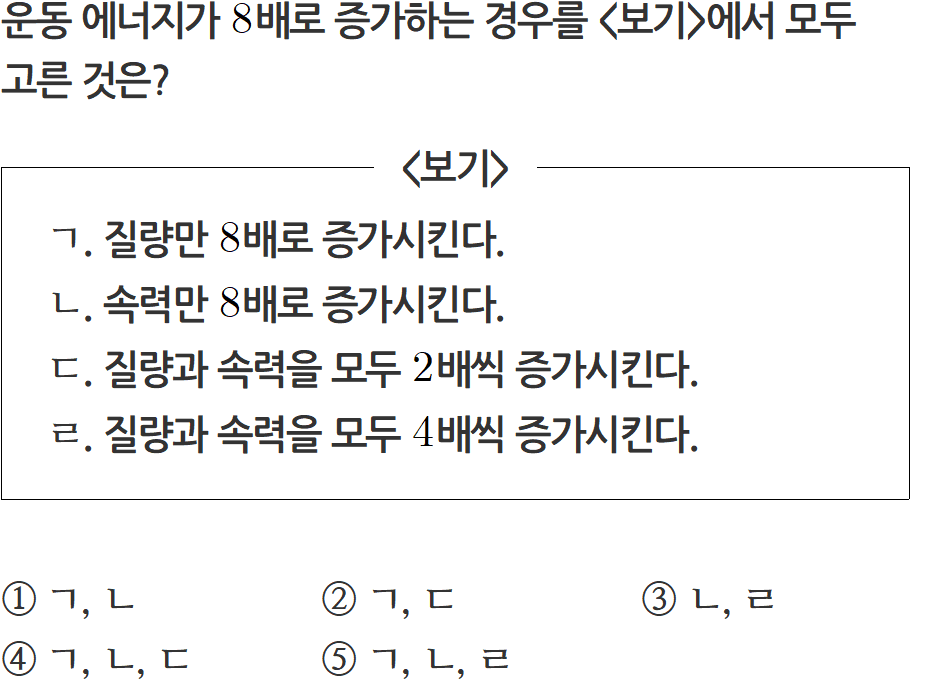 운동 에너지가 8배로 증가하는 경우를 <보기>에서 모두
고른 것은?
<보기>
ㄱ. 질량만 8배로 증가시킨다.
ㄴ. 속력만 8배로 증가시킨다.
ㄷ. 질량과 속력을 모두 2배씩 증가시킨다.
ㄹ. 질량과 속력을 모두 4배씩 증가시킨다.
① ㄱ, ㄴ ② ㄱ, ㄷ ③ ㄴ, ㄹ
④ ㄱ, ㄴ, ㄷ ⑤ ㄱ, ㄴ, ㄹ